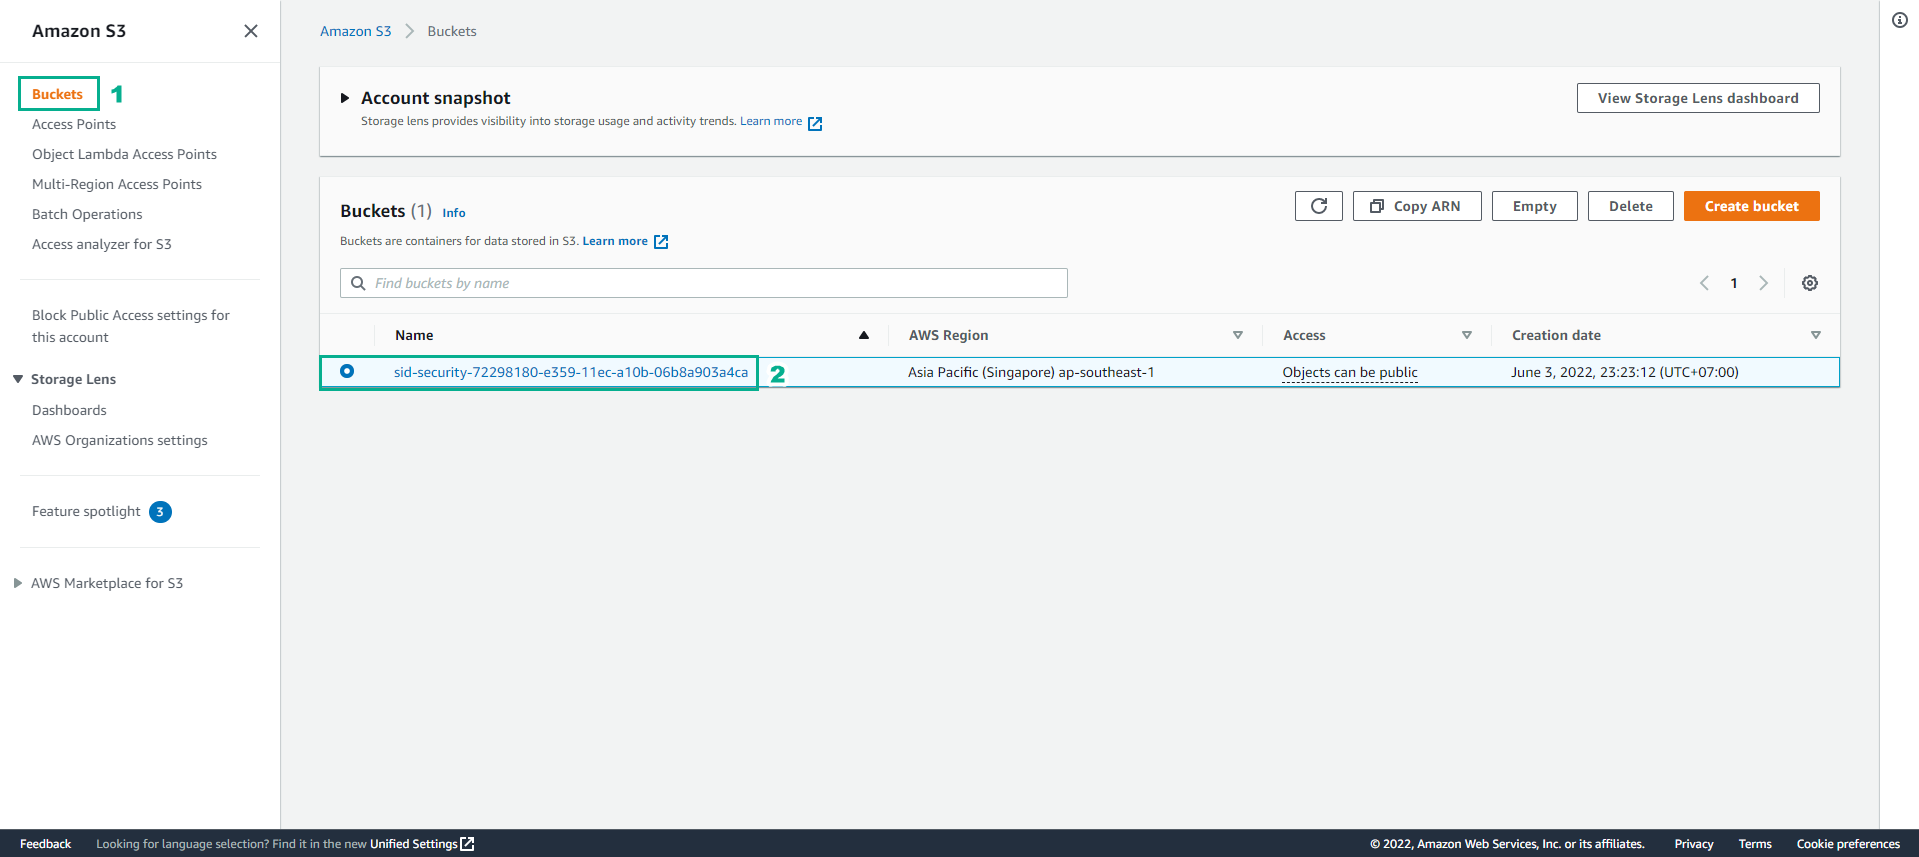 Amazon S3
Buckets 1
Access Points
Object Lambda Access Points
Multi-Region Access Points
Batch Operations
Access analyzer for S3
Block Public Access settings for
this account
Storage Lens
Dashboards
AWS Organizations settings
Feature spotlight 3
AWS Marketplace for S3
Amazon S3 Buckets
Account snapshot
View Storage Lens dashboard
Storage lens provides visibility into storage usage and activity trends. Learn more
Buckets (1) Info
Copy ARN Empty Delete Create bucket
Buckets are containers for data stored in S3. Learn more
Find buckets by name
1
Name AWS Region Access Creation date
sid-security-72298180-e359-11ec-a10b-06b8a903a4ca 2 Asia Pacific (Singapore) ap-southeast-1 Objects can be public June 3, 2022, 23:23:12 (UTC+07:00)
Feedback Looking for language selection? Find it in the new Unified Settings © 2022, Amazon Web Services, Inc. or its affiliates. Privacy Terms Cookie preferences